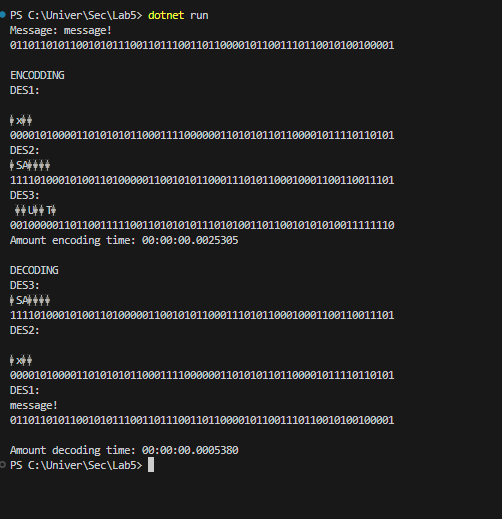 PS C:\Univer\Sec\Lab5> dotnet run
Message: message!
0110110101100101011100110111001101100001011001110110010100100001
ENCODDING
DES1:
x
0000101000011010101011000111100000011010101101100001011110110101
DES2:
SA
1111010001010011010000011001010110001110101100010001100110011101
DES3:
U T
0010000011011001111100110101010111010100110110010101010011111110
Amount encoding time: 00:00:00.0025305
DECODING
DES3:
SA
1111010001010011010000011001010110001110101100010001100110011101
DES2:
x
0000101000011010101011000111100000011010101101100001011110110101
DES1:
message!
0110110101100101011100110111001101100001011001110110010100100001
Amount decoding time: 00:00:00.0005380
PS C:\Univer\Sec\Lab5>